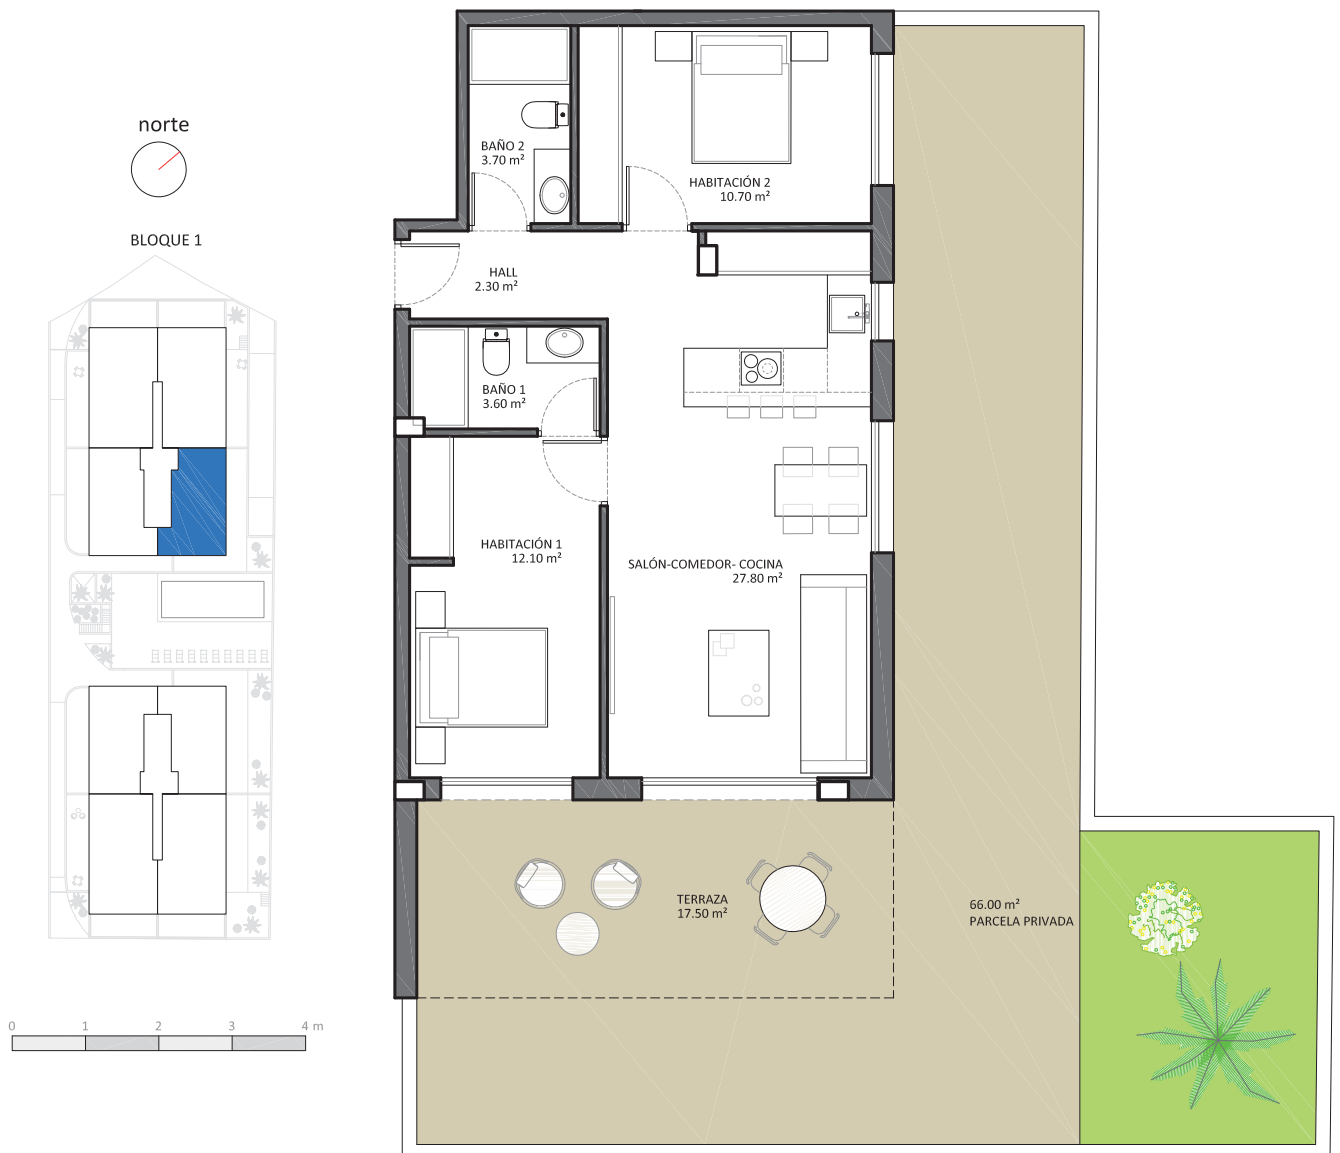 norte
BLOQUE 1
0 1 2 3 4 m
BAÑO 2
3.70 m²
HABITACIÓN 2
10.70 m²
HALL
2.30 m²
BAÑO 1
3.60 m²
HABITACIÓN 1
12.10 m²
SALÓN-COMEDOR- COCINA
27.80 m²
TERRAZA
17.50 m²
66.00 m²
PARCELA PRIVADA